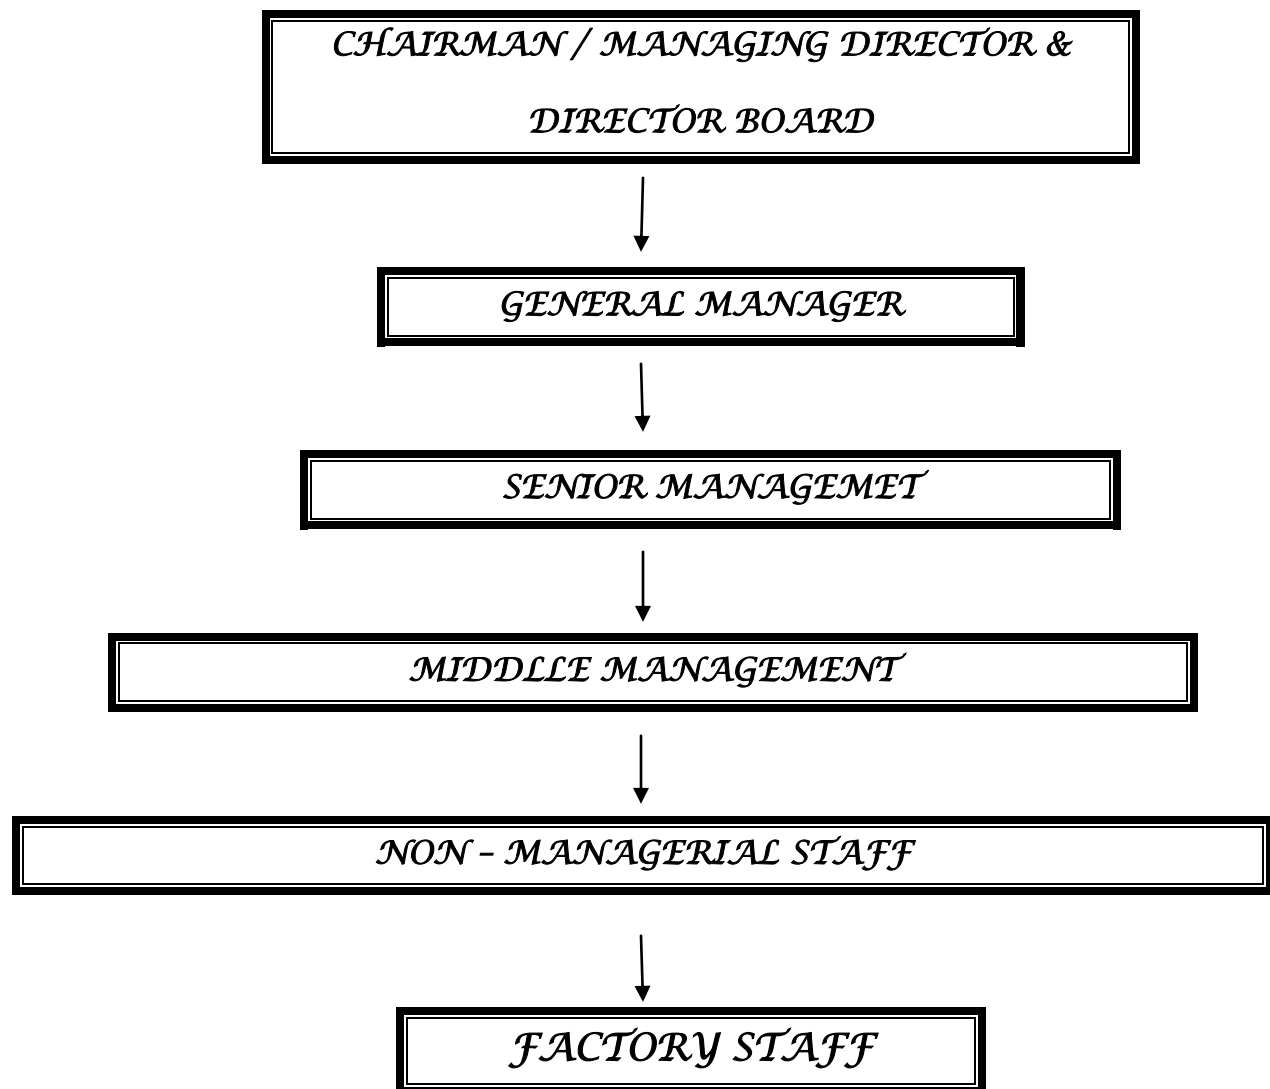 CHAIRMAN / MANAGING DIRECTOR &
DIRECTOR BOARD
GENERAL MANAGER
SENIOR MANAGEMET
MIDDLLE MANAGEMENT
NON – MANAGERIAL STAFF
FACTORY STAFF